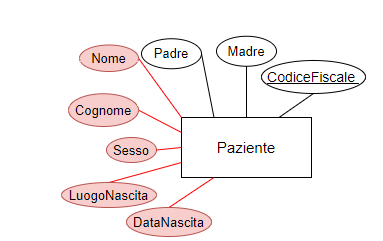 Nome
Padre
Madre
CodiceFiscale
Cognome
Sesso
Paziente
LuogoNascita
DataNascita